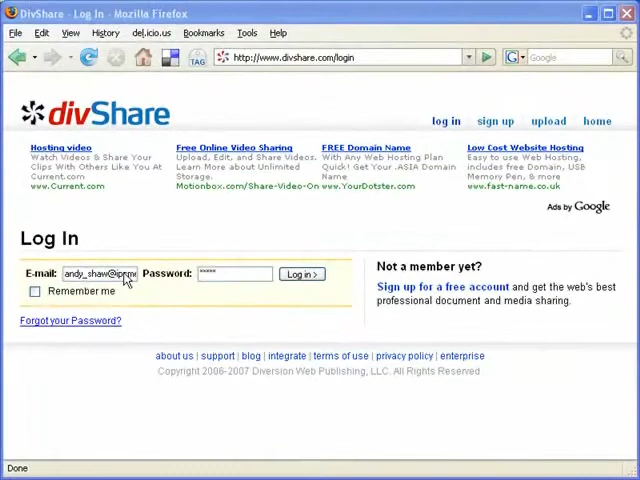 DivShare - Log In - Mozilla Firefox
File Edit View History del.icio.us Bookmarks Tools Help
TAG http://www.divshare.com/login G Google
divShare
log in sign up upload home
Hosting video Free Online Video Sharing FREE Domain Name Low Cost Website Hosting
Watch Videos & Share Your Upload, Edit, and Share Videos. With Any Web Hosting Plan Easy to use Web Hosting,
Clips With Others Like You At Learn More about Unlimited Quick! Get Your .ASIA Domain includes free Domain, USB
Current.com Storage. Name Memory Pen, & more
www.Current.com Motionbox.com/Share-Video-On www.YourDotster.com www.fast-name.co.uk
Ads by Google
Log In
E-mail: Password: ***** Log in >
Remember me
Forgot your Password?
Not a member yet?
Sign up for a free account and get the web's best
professional document and media sharing.
about us | support | blog | integrate | terms of use | privacy policy | enterprise
Copyright 2006-2007 Diversion Web Publishing, LLC. All Rights Reserved
Done